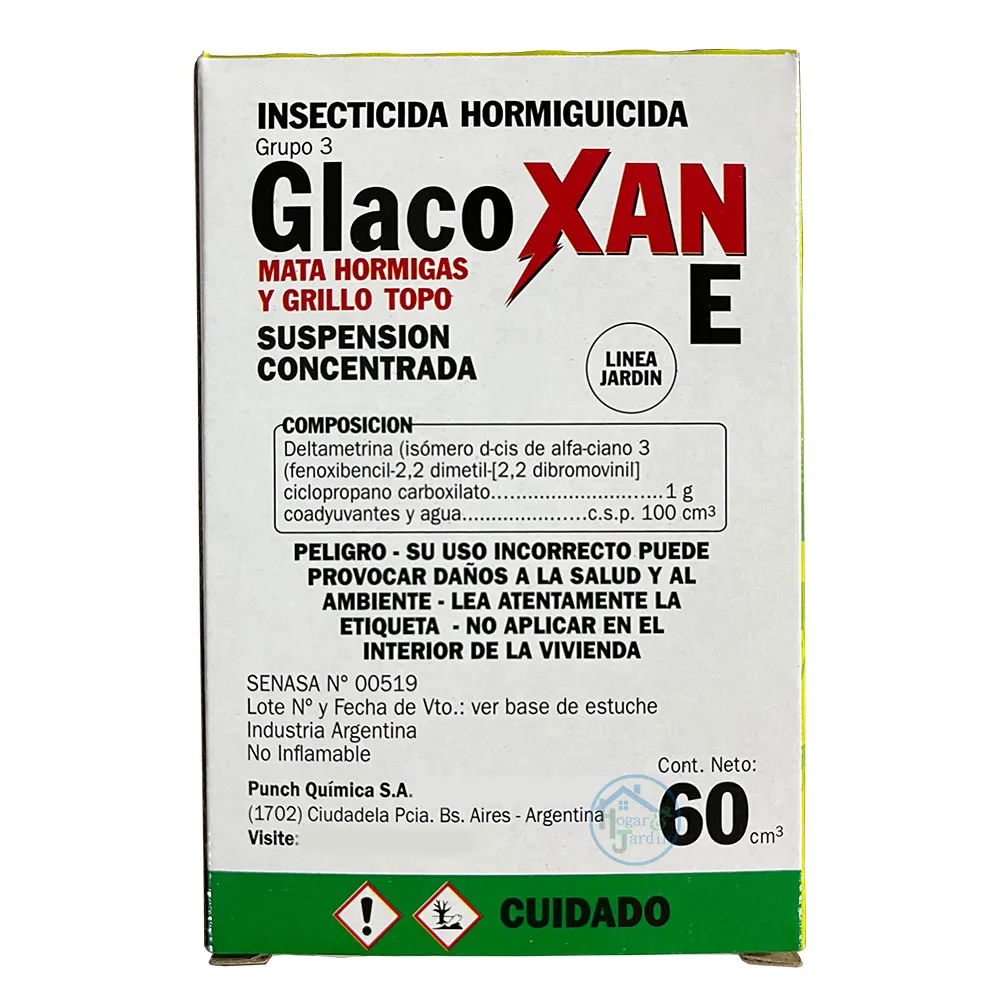 INSECTICIDA HORMIGUICIDA
Grupo 3
GlacoXAN
E
MATA HORMIGAS
Y GRILLO TOPO
SUSPENSION
CONCENTRADA
LINEA
JARDIN
COMPOSICION
Deltametrina (isómero d-cis de alfa-ciano 3
(fenoxibencil-2,2 dimetil-[2,2 dibromovinil]
ciclopropano carboxilato............................1 g
coadyuvantes y agua....................c.s.p. 100 cm³
PELIGRO - SU USO INCORRECTO PUEDE
PROVOCAR DAÑOS A LA SALUD Y AL
AMBIENTE - LEA ATENTAMENTE LA
ETIQUETA - NO APLICAR EN EL
INTERIOR DE LA VIVIENDA
SENASA N° 00519
Lote Nº y Fecha de Vto.: ver base de estuche
Industria Argentina
No Inflamable
Punch Química S.A.
(1702) Ciudadela Pcia. Bs. Aires - Argentina
Visite:
Cont. Neto:
60 cm³
Hogar &
Jardin
CUIDADO